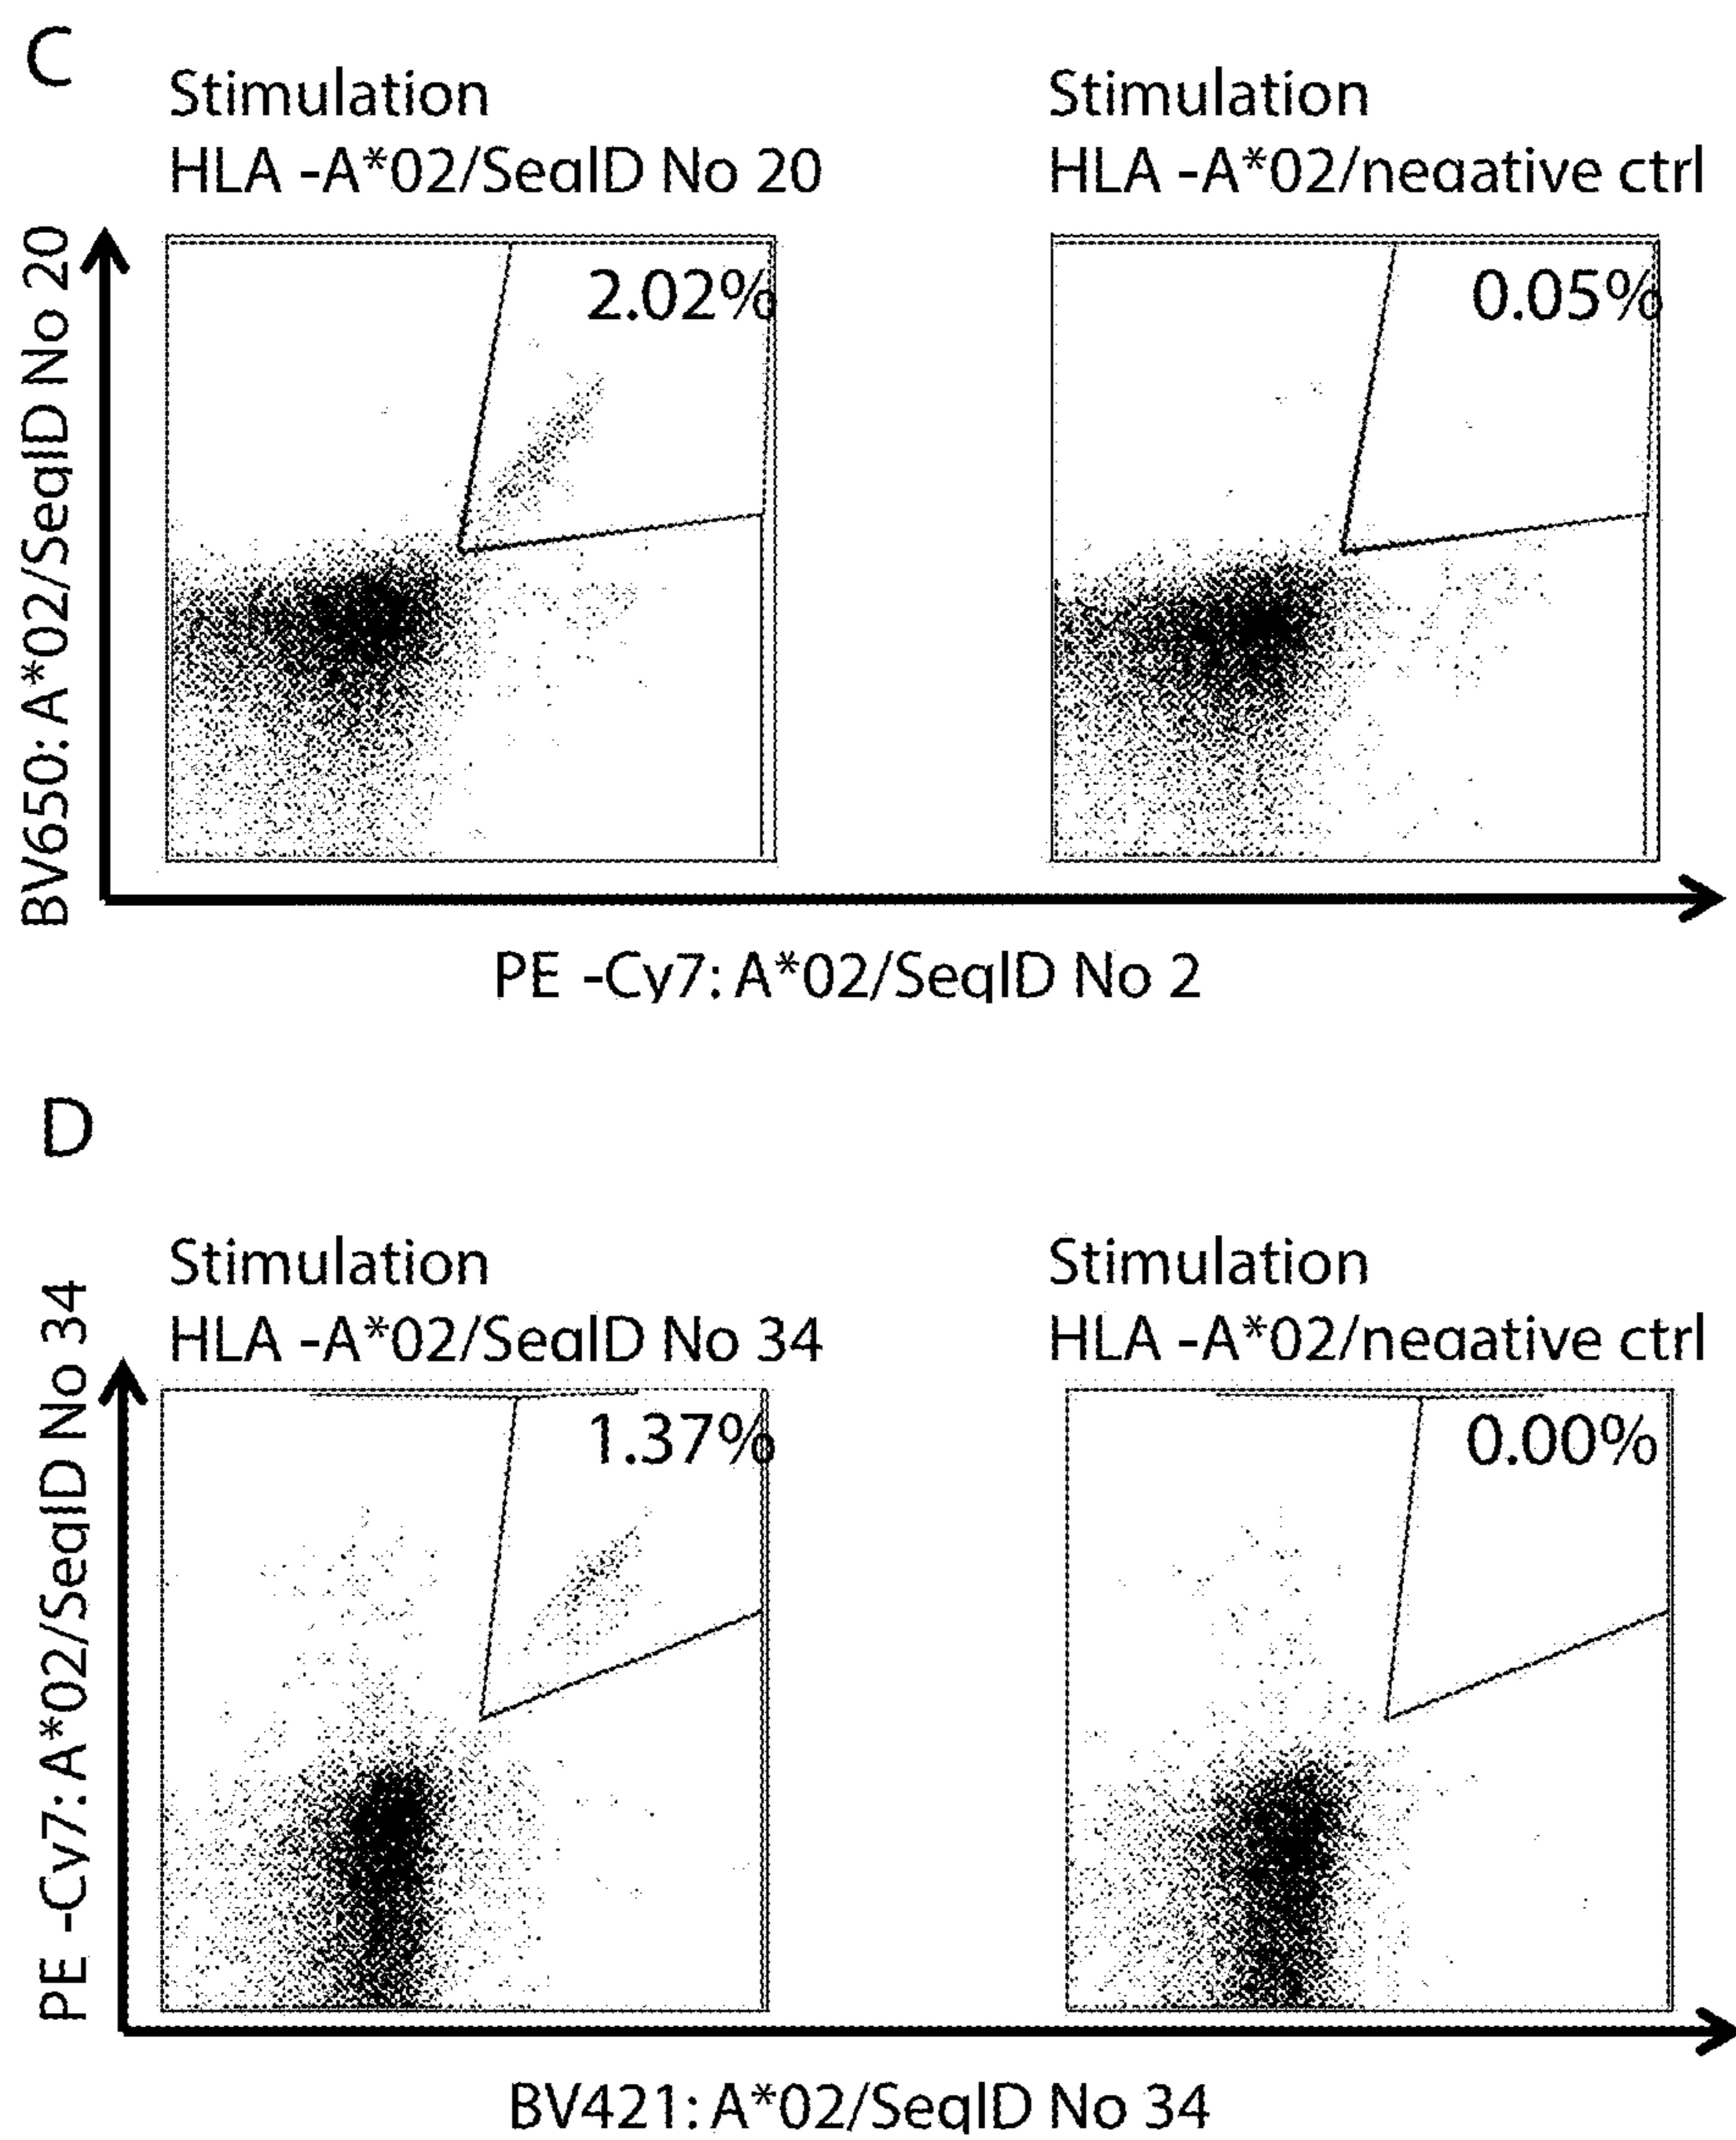 C
Stimulation
HLA -A*02/SeqID No 20
Stimulation
HLA -A*02/negative ctrl
BV650: A*02/SeqID No 20
2.02%
0.05%
PE -Cy7: A*02/SeqID No 2
D
Stimulation
HLA -A*02/SeqID No 34
Stimulation
HLA -A*02/negative ctrl
PE -Cy7: A*02/SeqID No 34
1.37%
0.00%
BV421: A*02/SeqID No 34